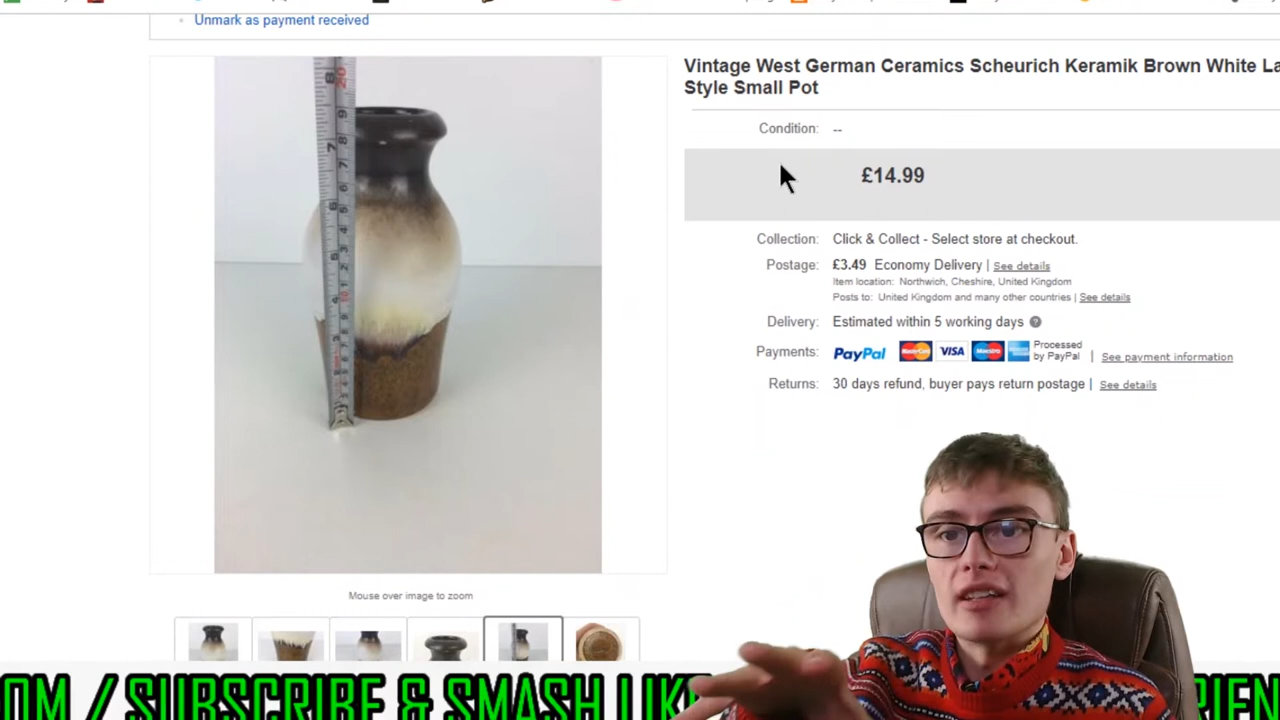 Unmark as payment received
Vintage West German Ceramics Scheurich Keramik Brown White La
Style Small Pot
Condition: --
£14.99
Collection: Click & Collect - Select store at checkout.
Postage: £3.49 Economy Delivery | See details
Item location: Northwich, Cheshire, United Kingdom
Posts to: United Kingdom and many other countries | See details
Delivery: Estimated within 5 working days ?
Payments: PayPal MasterCard VISA Maestro Processed
by PayPal | See payment information
Returns: 30 days refund, buyer pays return postage | See details
Mouse over image to zoom
OM / SUBSCRIBE & SMASH LIK RIEN